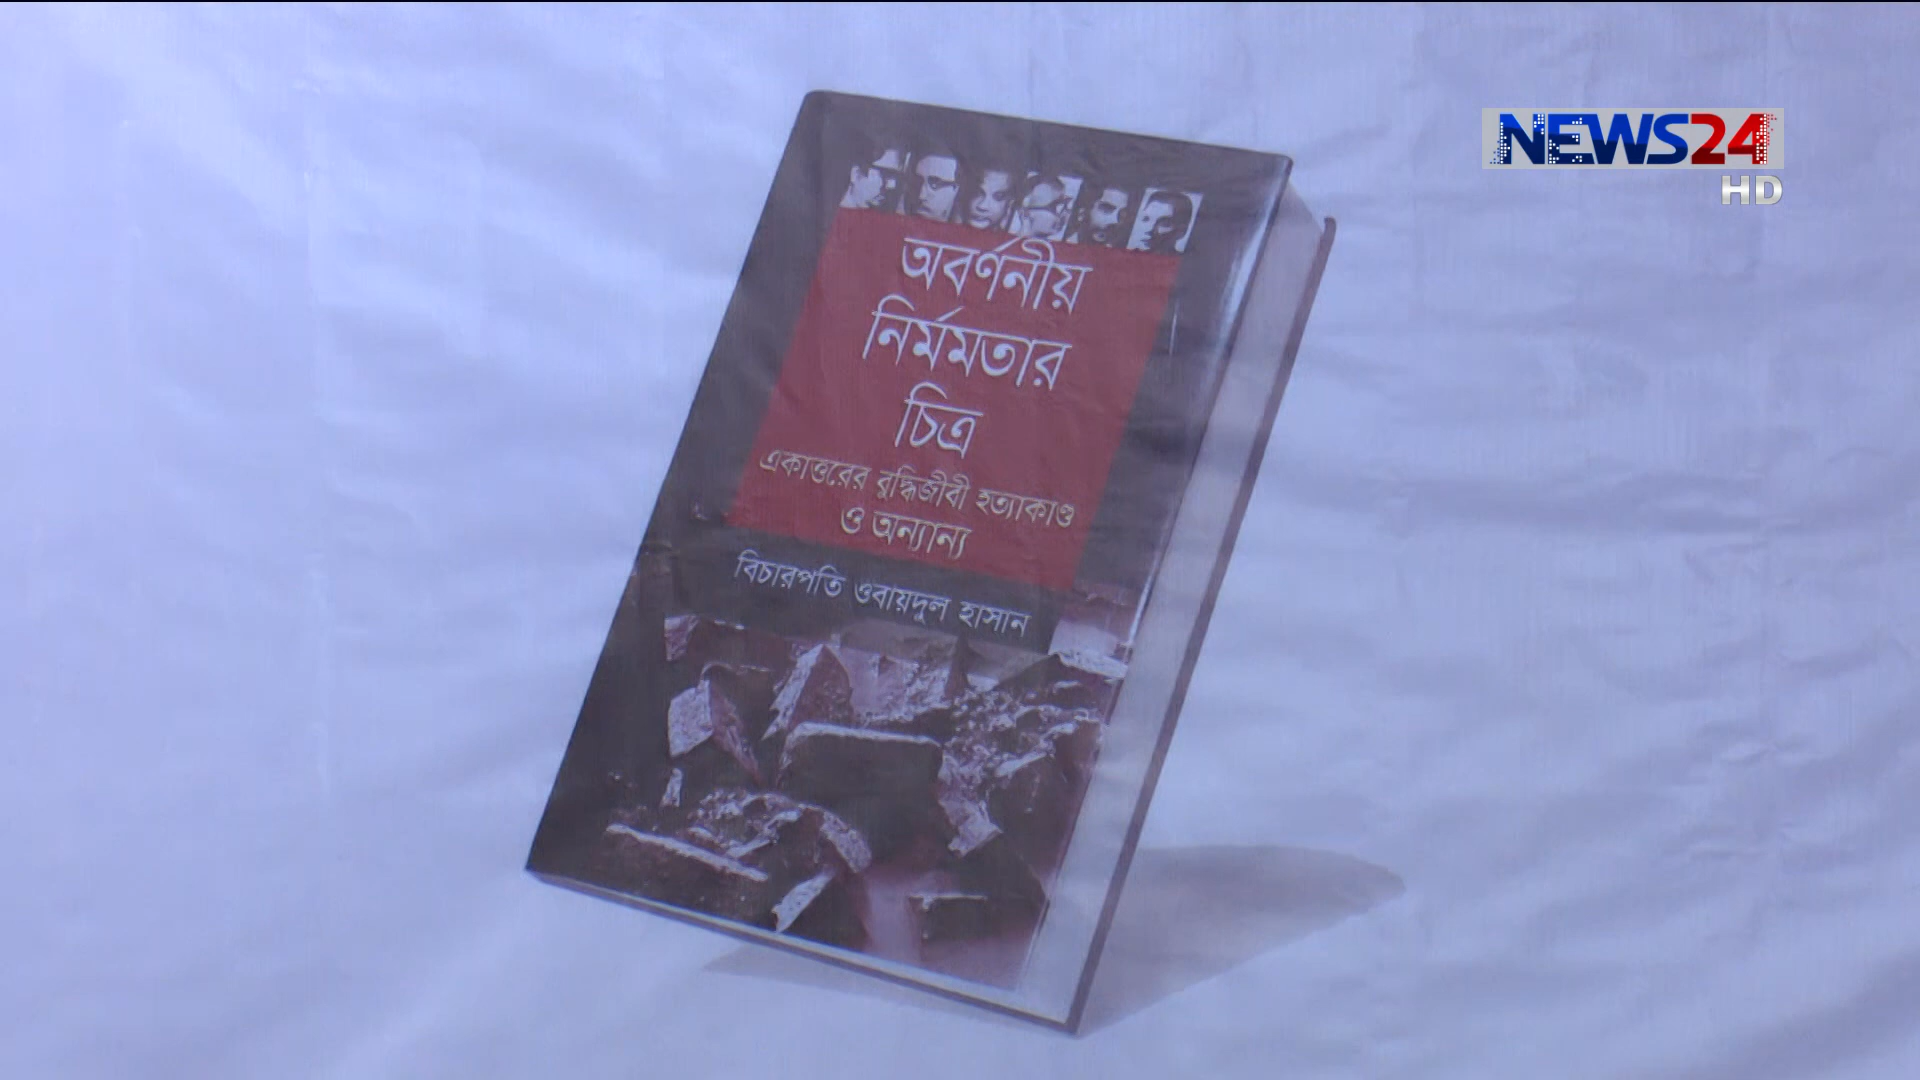 NEWS24
HD
অবর্ণনীয়
নির্মমতার
চিত্র
একাত্তরের বুদ্ধিজীবী হত্যাকাণ্ড
ও অন্যান্য
বিচারপতি ওবায়দুল হাসান